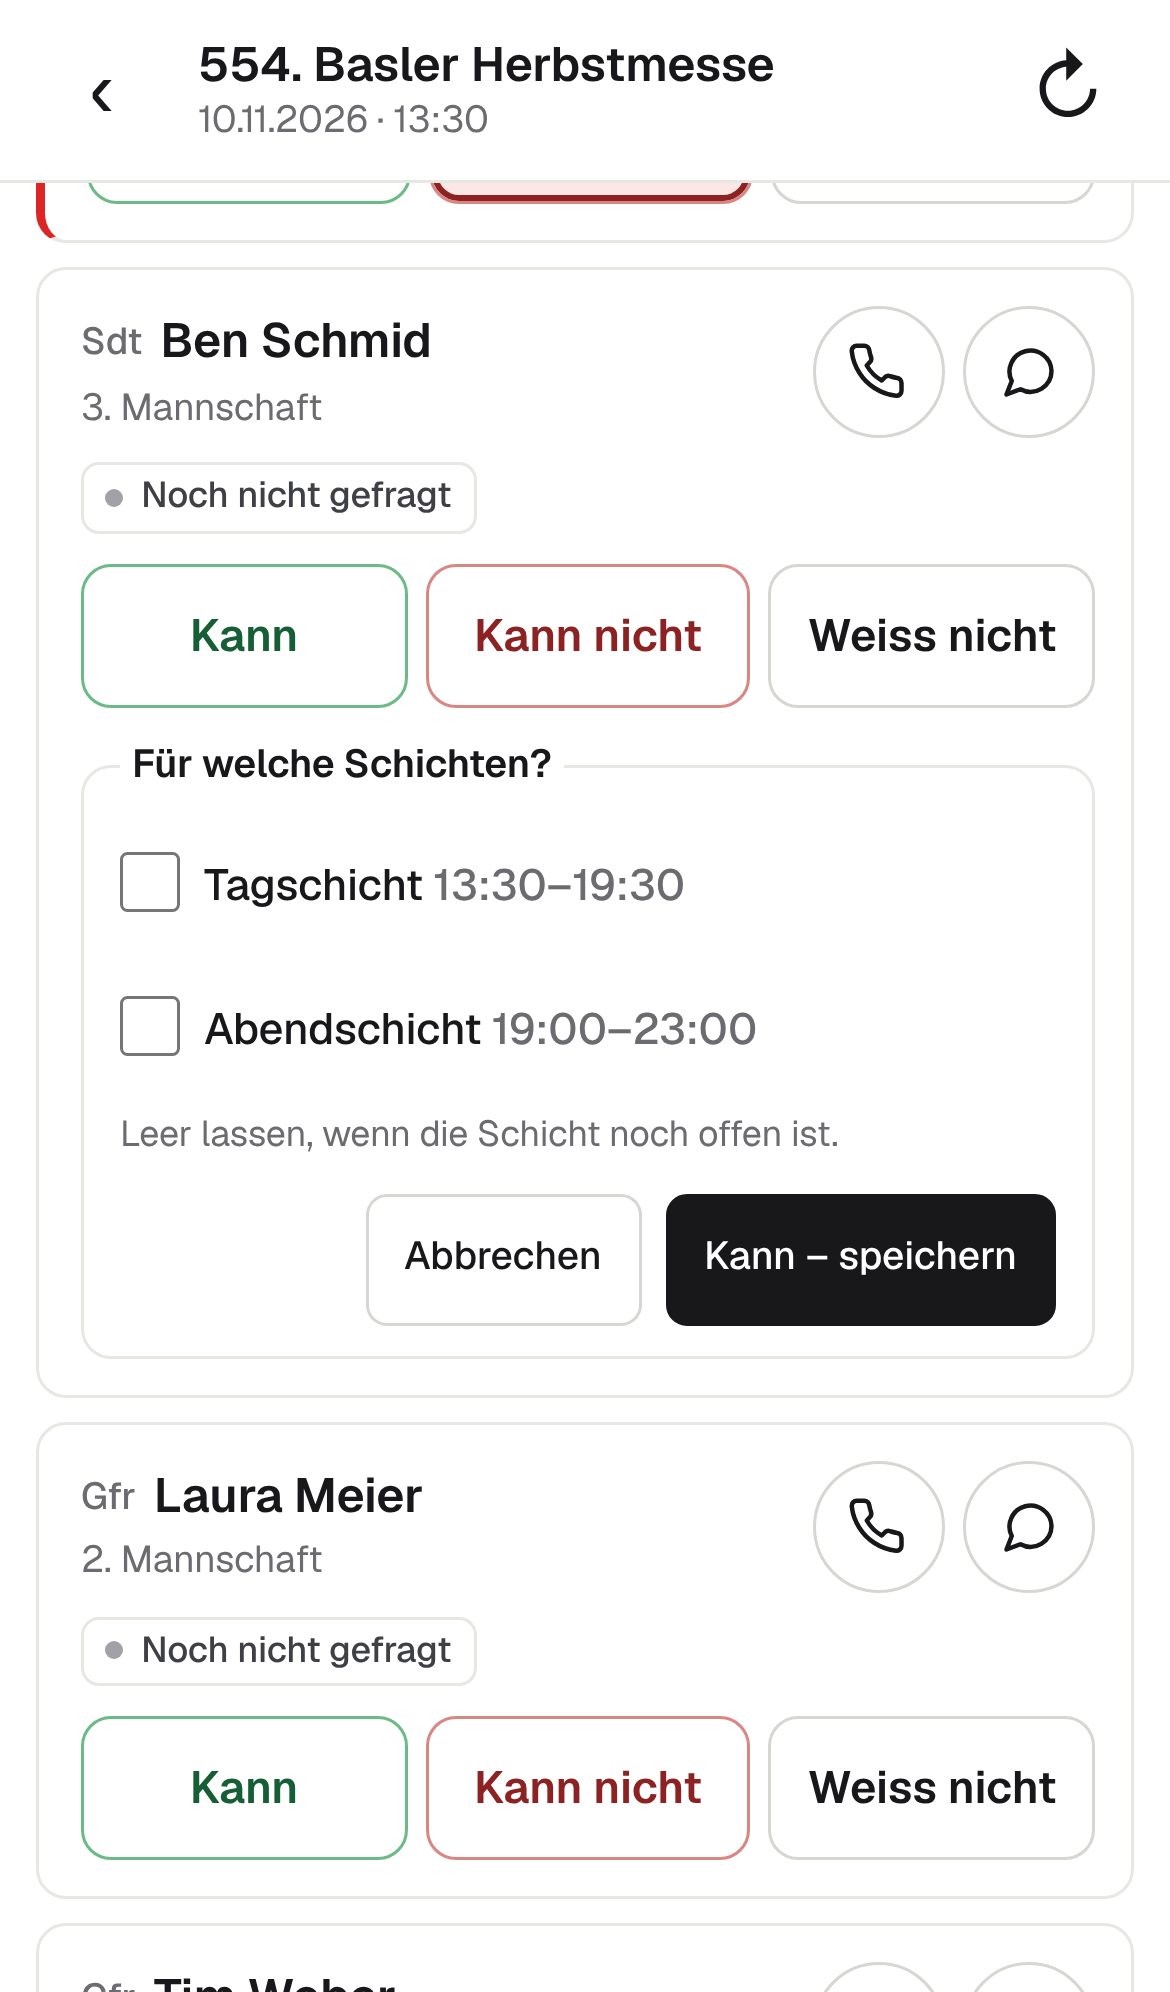 554. Basler Herbstmesse
10.11.2026 · 13:30
Sdt Ben Schmid
3. Mannschaft
Noch nicht gefragt
Kann
Kann nicht
Weiss nicht
Für welche Schichten?
Tagschicht 13:30–19:30
Abendschicht 19:00–23:00
Leer lassen, wenn die Schicht noch offen ist.
Abbrechen
Kann – speichern
Gfr Laura Meier
2. Mannschaft
Noch nicht gefragt
Kann
Kann nicht
Weiss nicht
Gfr Tim Weber